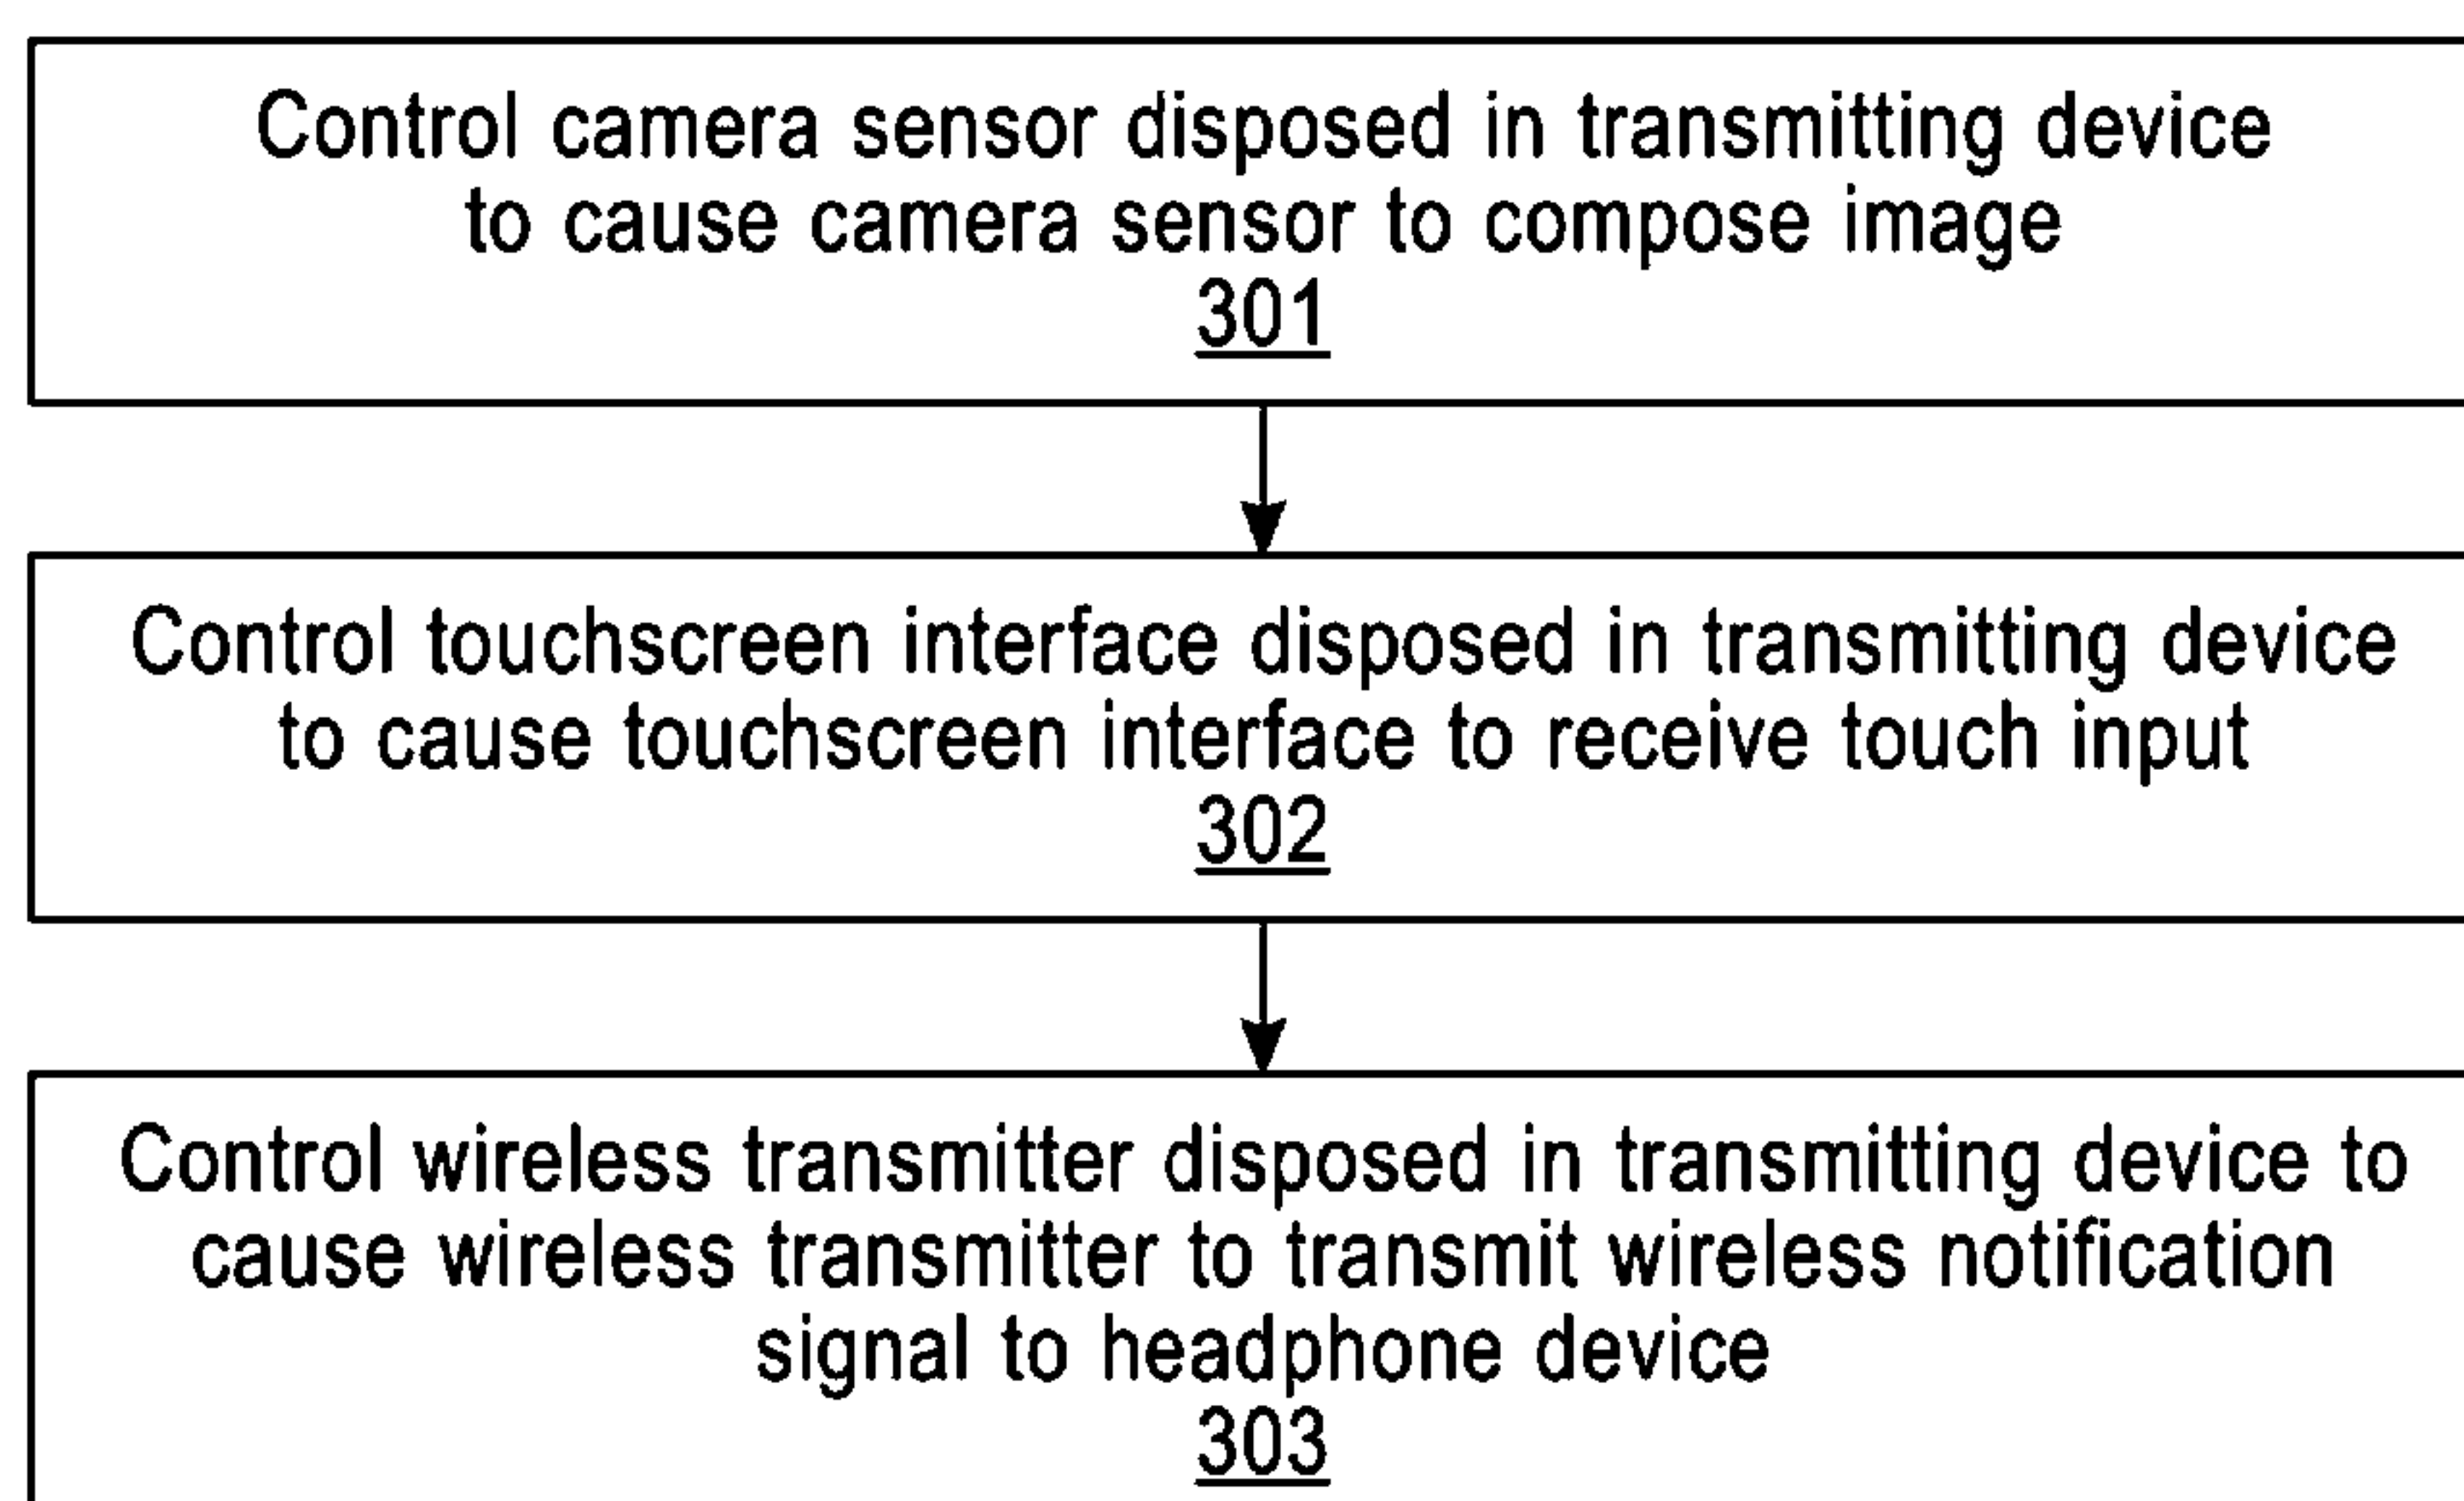 Control camera sensor disposed in transmitting device
to cause camera sensor to compose image
301
Control touchscreen interface disposed in transmitting device
to cause touchscreen interface to receive touch input
302
Control wireless transmitter disposed in transmitting device to
cause wireless transmitter to transmit wireless notification
signal to headphone device
303